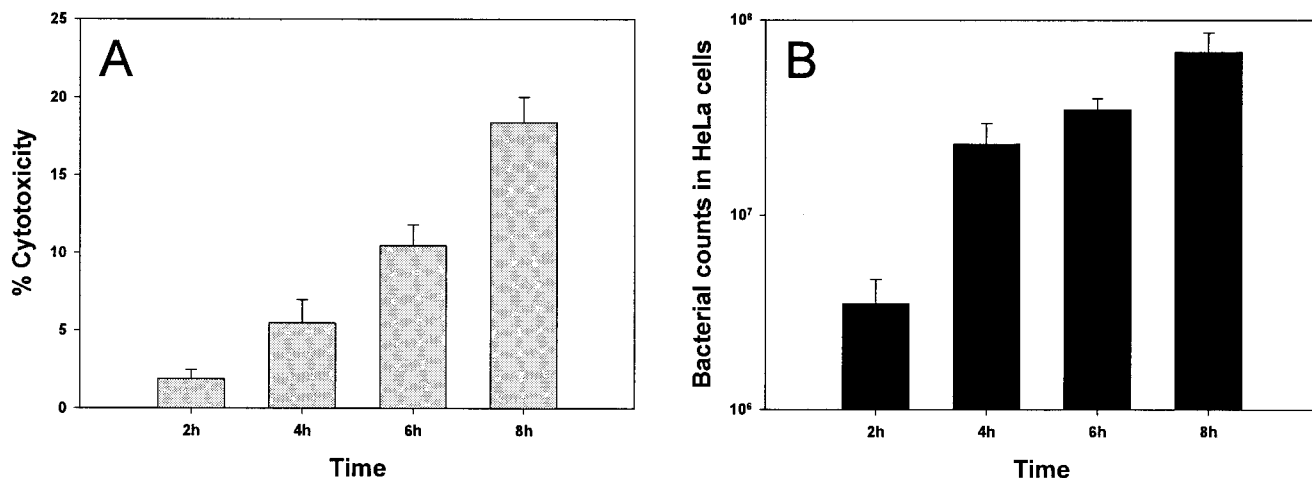 A
% Cytotoxicity
25
20
15
10
5
0
2h 4h 6h 8h
Time
B
Bacterial counts in HeLa cells
10⁸
10⁷
10⁶
2h 4h 6h 8h
Time